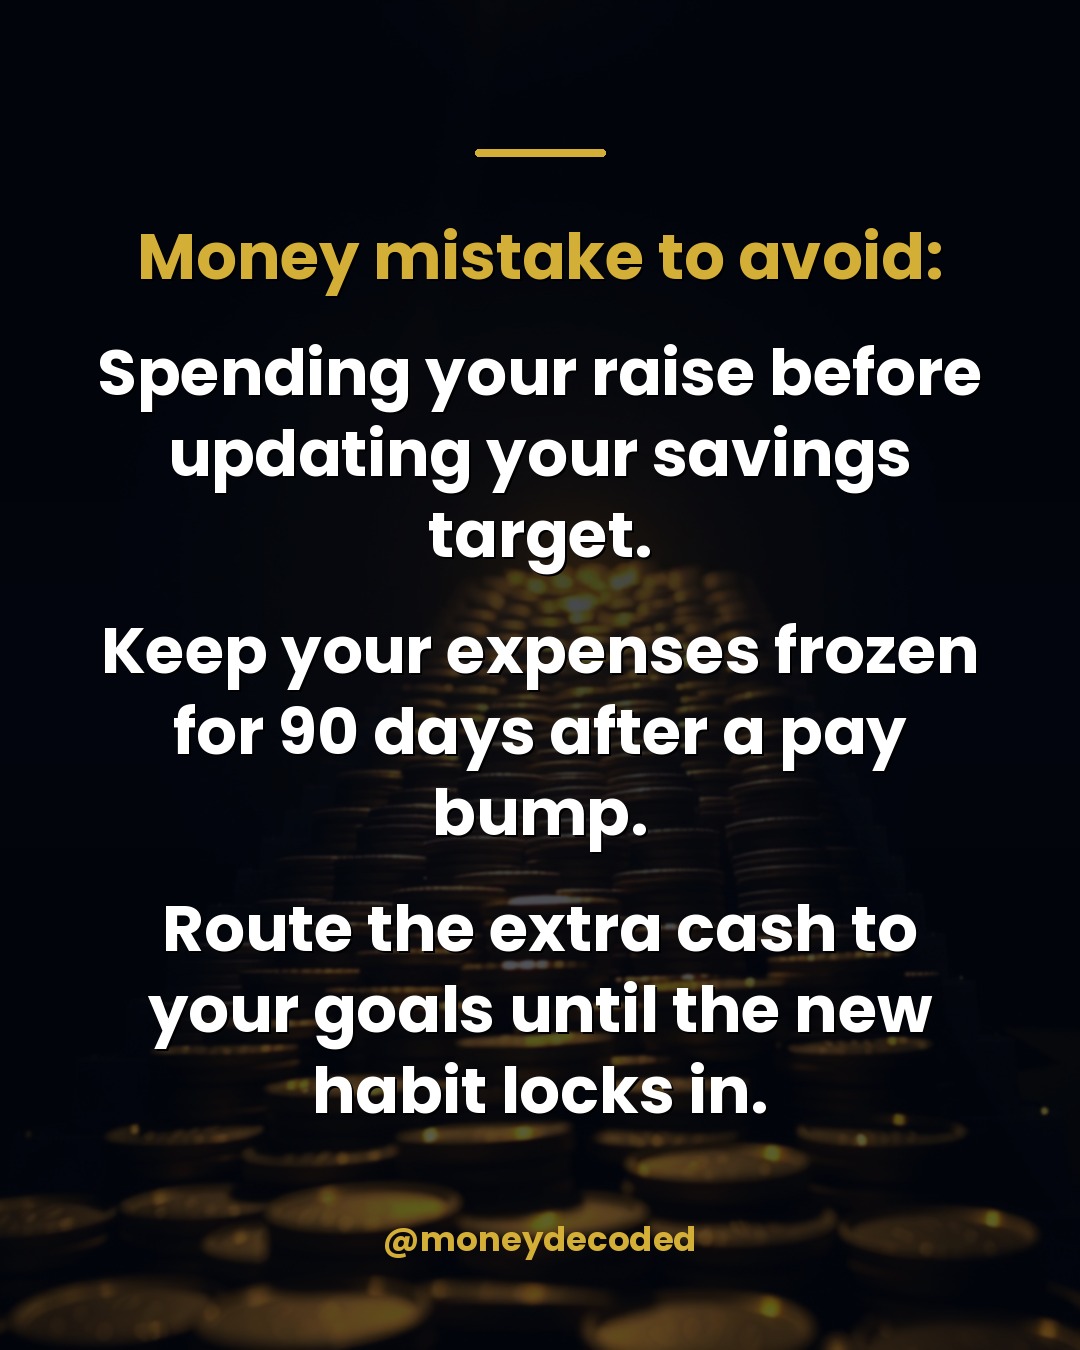 Money mistake to avoid:
Spending your raise before
updating your savings
target.
Keep your expenses frozen
for 90 days after a pay
bump.
Route the extra cash to
your goals until the new
habit locks in.
@moneydecoded